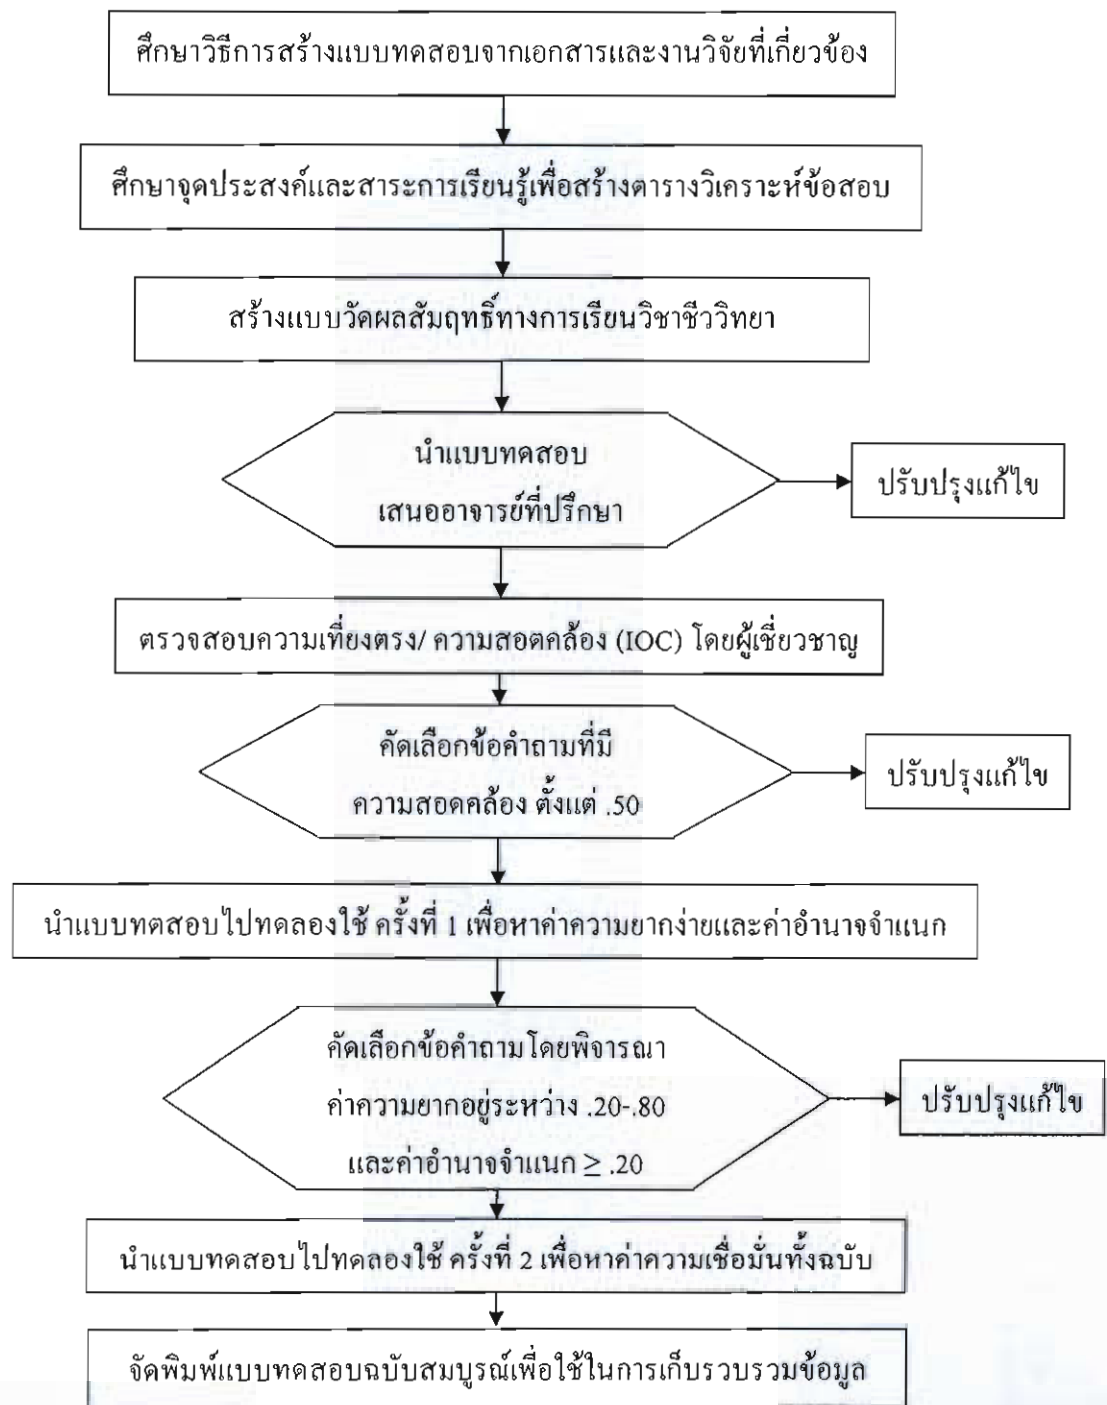 ศึกษาวิธีการสร้างแบบทดสอบจากเอกสารและงานวิจัยที่เกี่ยวข้อง
ศึกษาจุดประสงค์และสาระการเรียนรู้เพื่อสร้างตารางวิเคราะห์ข้อสอบ
สร้างแบบวัดผลสัมฤทธิ์ทางการเรียนวิชาชีววิทยา
นำแบบทดสอบ
เสนออาจารย์ที่ปรึกษา
ปรับปรุงแก้ไข
ตรวจสอบความเที่ยงตรง/ ความสอดคล้อง (IOC) โดยผู้เชี่ยวชาญ
คัดเลือกข้อคำถามที่มี
ความสอดคล้อง ตั้งแต่ .50
ปรับปรุงแก้ไข
นำแบบทดสอบไปทดลองใช้ ครั้งที่ 1 เพื่อหาค่าความยากง่ายและค่าอำนาจจำแนก
คัดเลือกข้อคำถามโดยพิจารณา
ค่าความยากอยู่ระหว่าง .20-.80
และค่าอำนาจจำแนก ≥ .20
ปรับปรุงแก้ไข
นำแบบทดสอบไปทดลองใช้ ครั้งที่ 2 เพื่อหาค่าความเชื่อมั่นทั้งฉบับ
จัดพิมพ์แบบทดสอบฉบับสมบูรณ์เพื่อใช้ในการเก็บรวบรวมข้อมูล